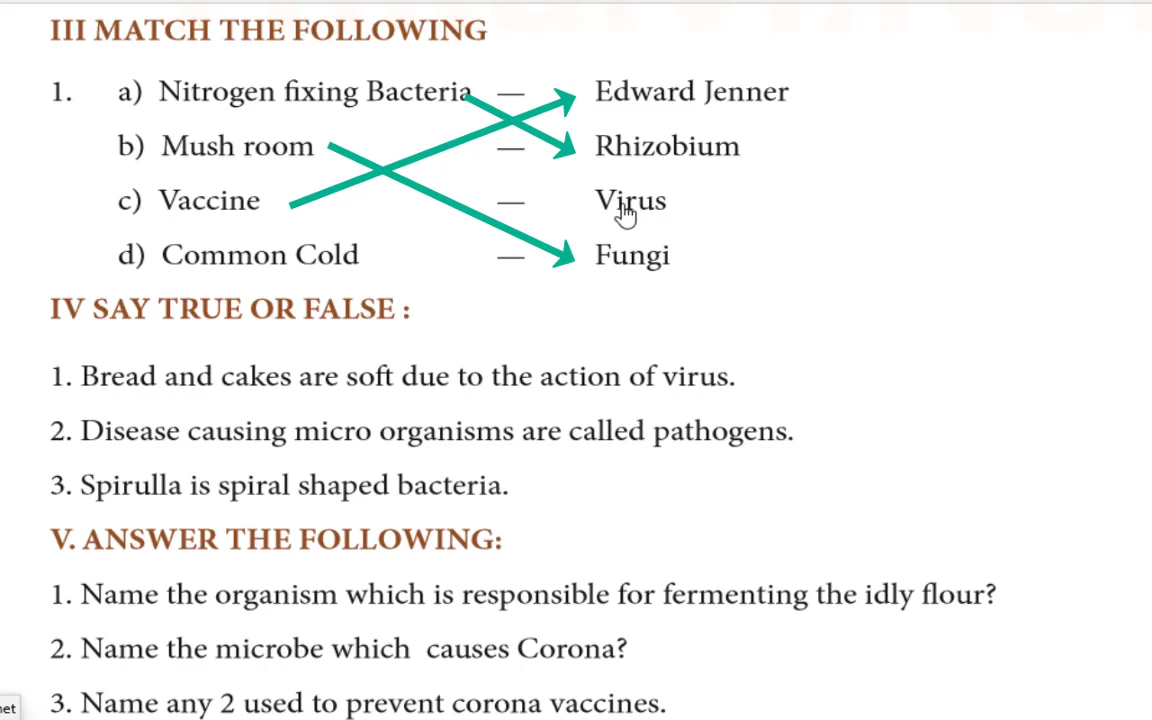 III MATCH THE FOLLOWING
1. a) Nitrogen fixing Bacteria — Edward Jenner
b) Mush room — Rhizobium
c) Vaccine — Virus
d) Common Cold — Fungi
IV SAY TRUE OR FALSE :
1. Bread and cakes are soft due to the action of virus.
2. Disease causing micro organisms are called pathogens.
3. Spirulla is spiral shaped bacteria.
V. ANSWER THE FOLLOWING:
1. Name the organism which is responsible for fermenting the idly flour?
2. Name the microbe which causes Corona?
3. Name any 2 used to prevent corona vaccines.
net